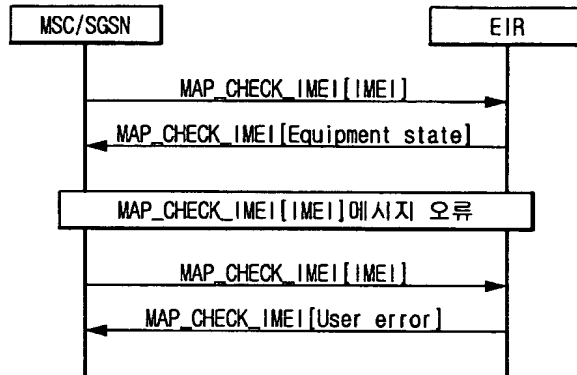 MSC/SGSN
EIR
MAP_CHECK_IMEI[IMEI]
MAP_CHECK_IMEI[Equipment state]
MAP_CHECK_IMEI[IMEI]메시지 오류
MAP_CHECK_IMEI[IMEI]
MAP_CHECK_IMEI[User error]